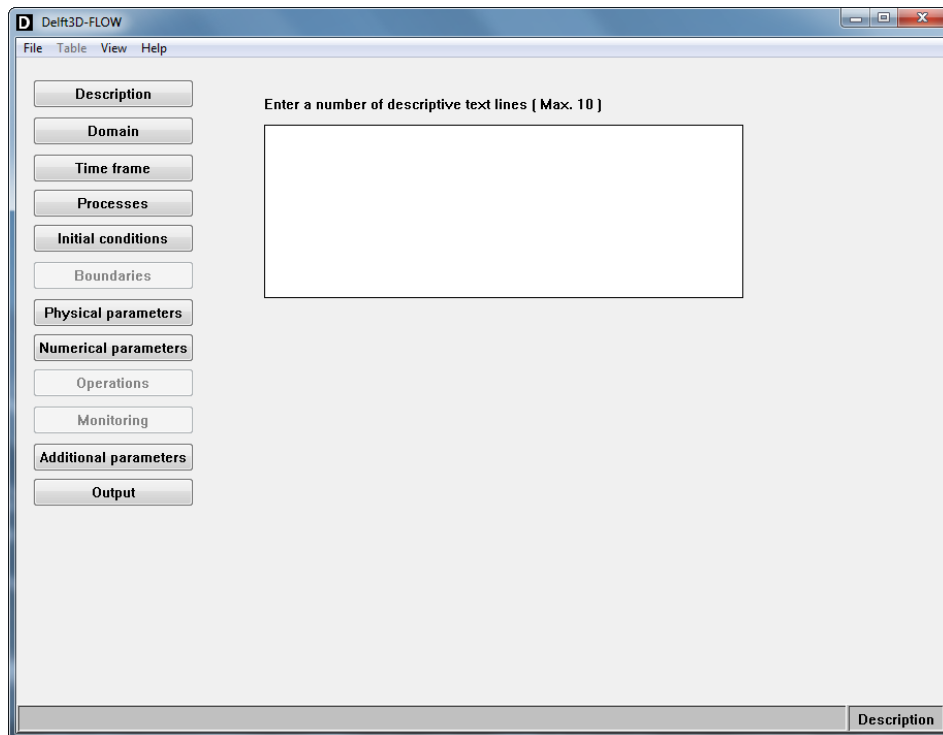 D Delft3D-FLOW
File Table View Help
Description
Domain
Time frame
Processes
Initial conditions
Boundaries
Physical parameters
Numerical parameters
Operations
Monitoring
Additional parameters
Output
Enter a number of descriptive text lines ( Max. 10 )
Description